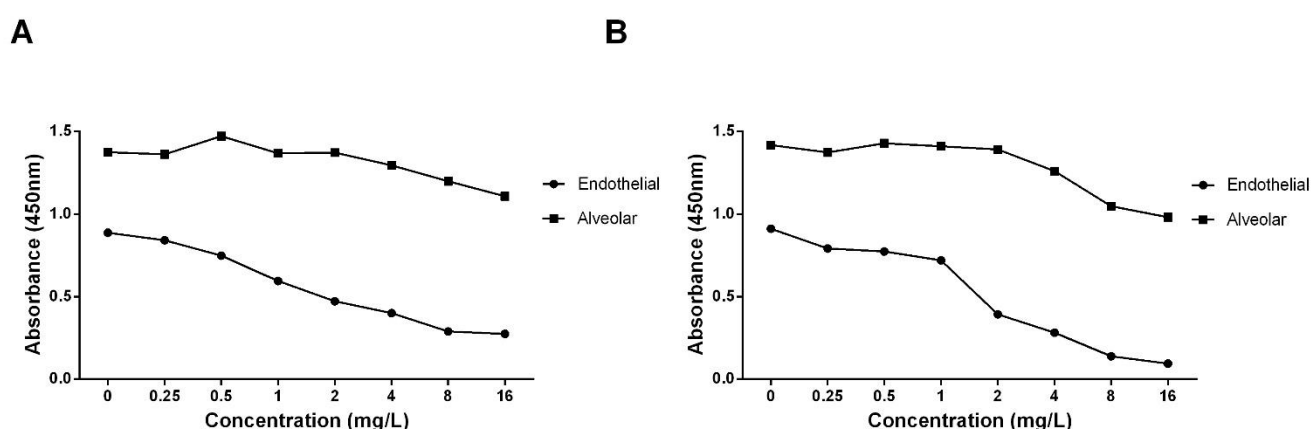 A
Absorbance (450nm)
1.5
1.0
0.5
0.0
0 0.25 0.5 1 2 4 8 16
Concentration (mg/L)
Endothelial
Alveolar
B
Absorbance (450nm)
1.5
1.0
0.5
0.0
0 0.25 0.5 1 2 4 8 16
Concentration (mg/L)
Endothelial
Alveolar